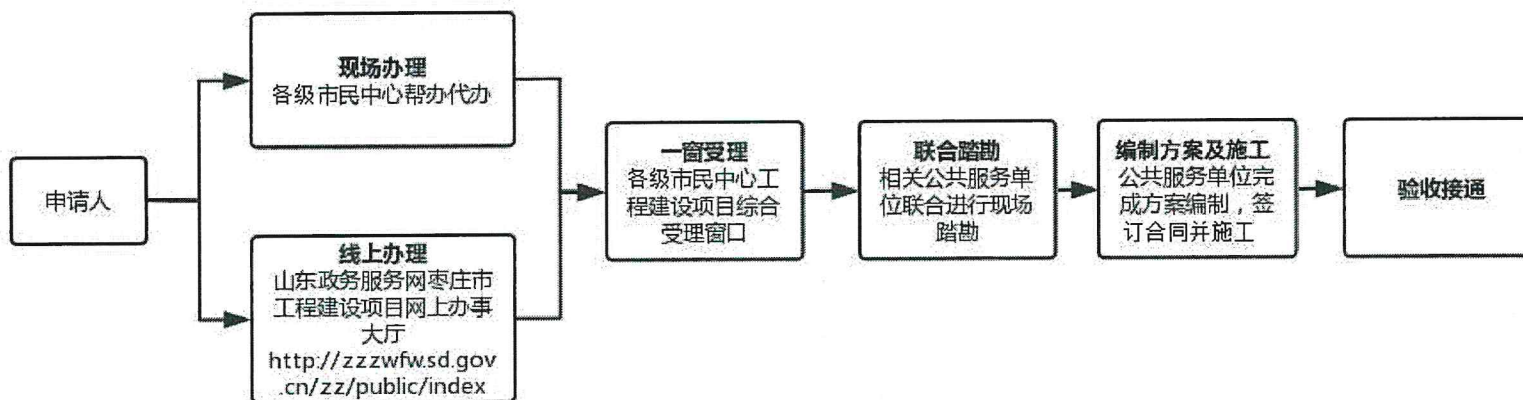 申请人
现场办理
各级市民中心帮办代办
线上办理
山东政务服务网枣庄市
工程建设项目网上办事
大厅
http://zzzwfw.sd.gov
.cn/zz/public/index
一窗受理
各级市民中心工
程建设项目综合
受理窗口
联合踏勘
相关公共服务单
位联合进行现场
踏勘
编制方案及施工
公共服务单位完
成方案编制，签
订合同并施工
验收接通